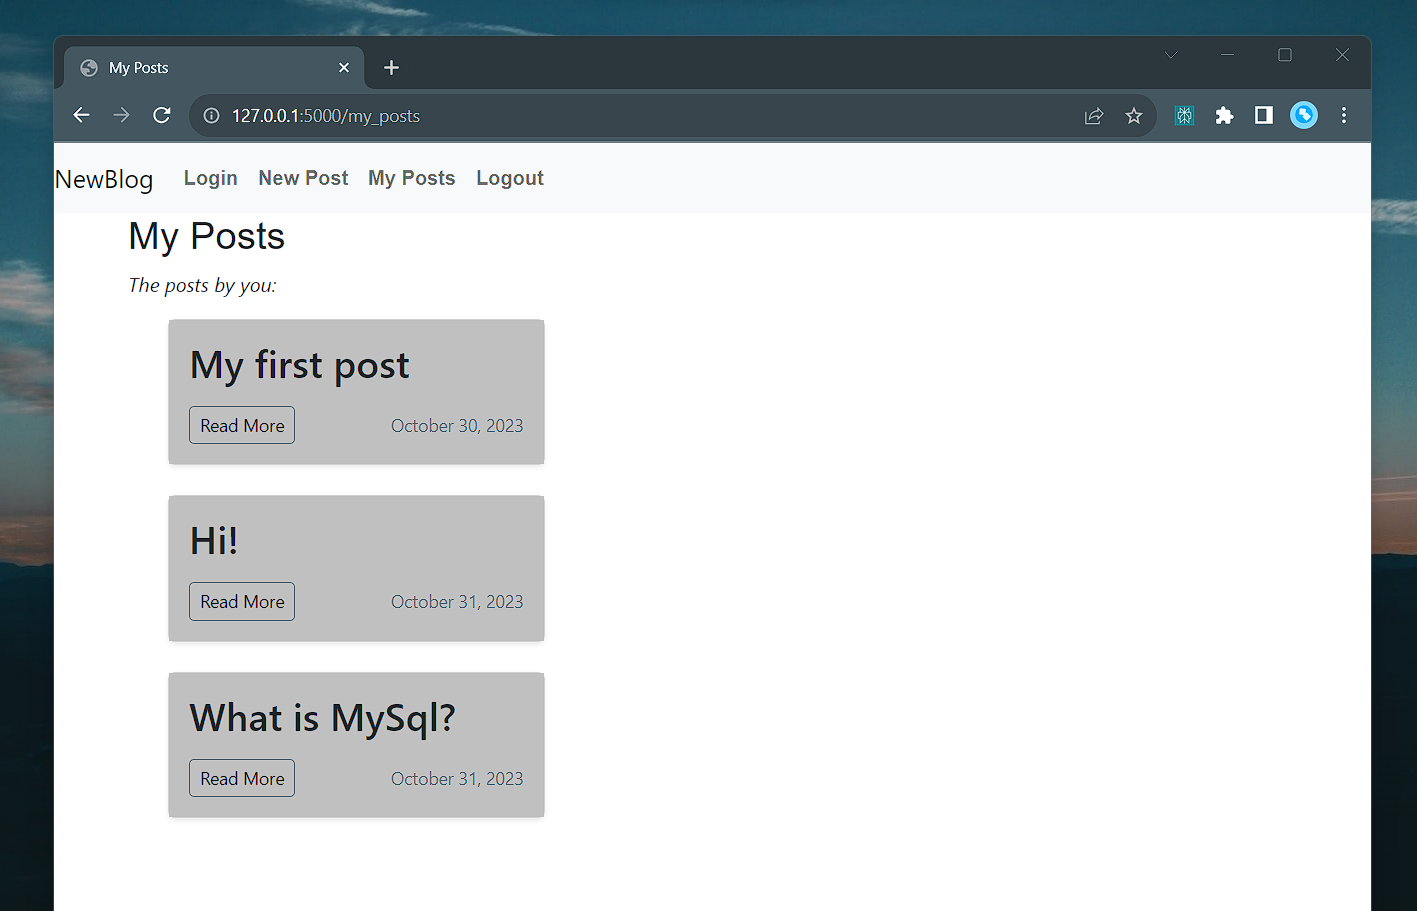 My Posts
127.0.0.1:5000/my_posts
NewBlog Login New Post My Posts Logout
My Posts
The posts by you:
My first post
Read More October 30, 2023
Hi!
Read More October 31, 2023
What is MySql?
Read More October 31, 2023